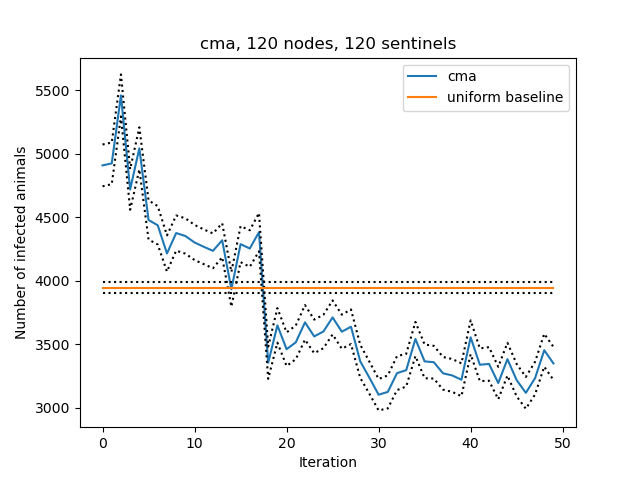 cma, 120 nodes, 120 sentinels
cma
uniform baseline
5500
5000
4500
4000
3500
3000
Number of infected animals
0 10 20 30 40 50
Iteration